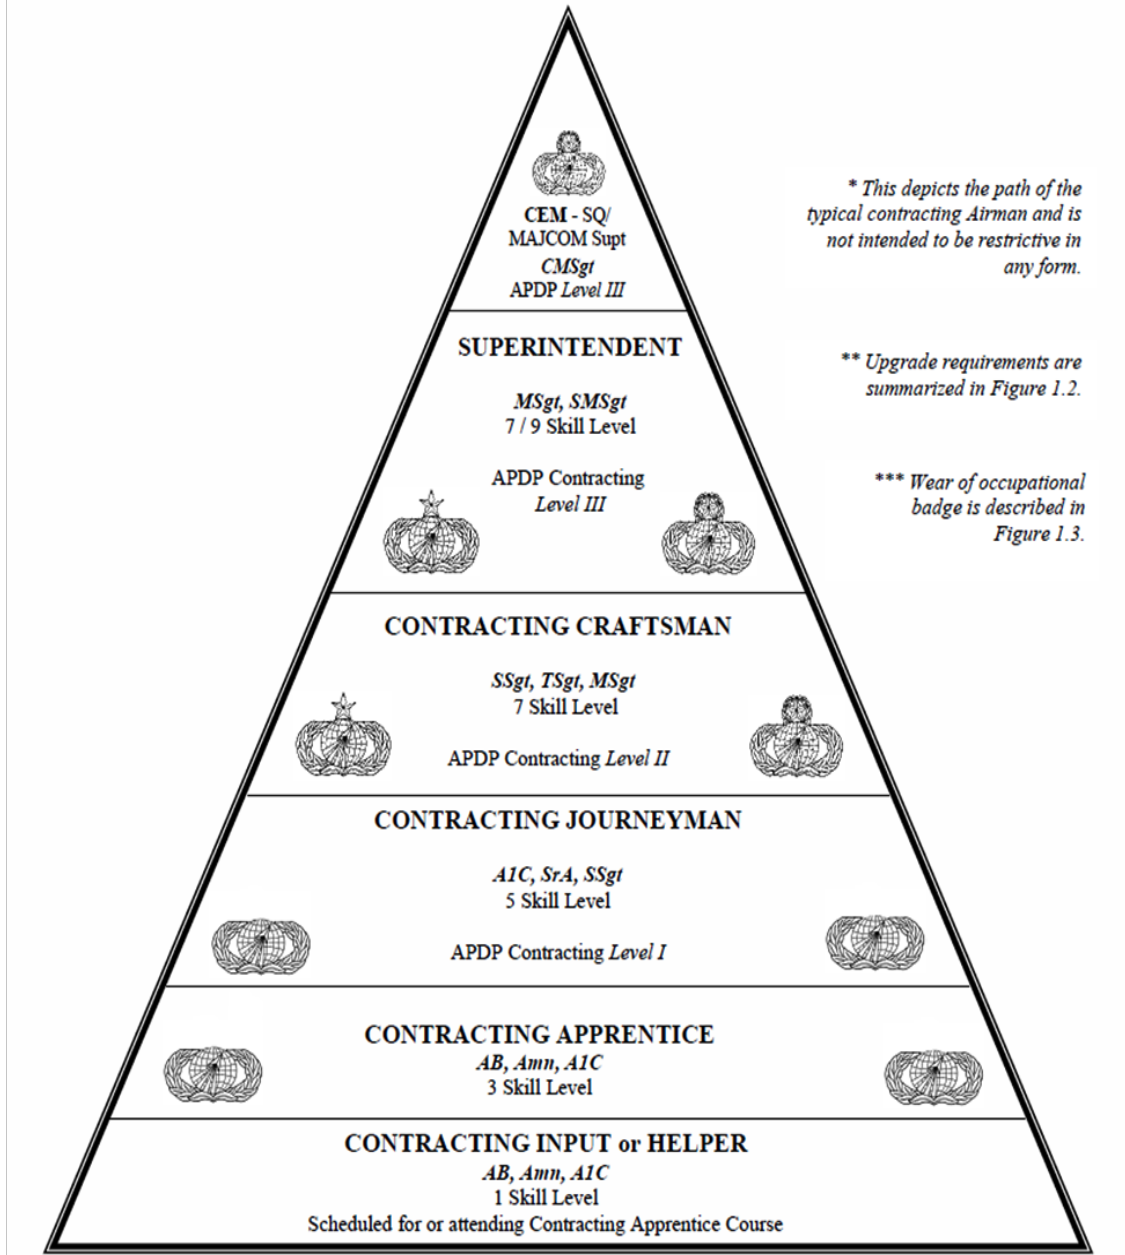 CEM - SQ/
MAJCOM Supt
CMSgt
APDP Level III
* This depicts the path of the
typical contracting Airman and is
not intended to be restrictive in
any form.
SUPERINTENDENT
MSgt, SMSgt
7 / 9 Skill Level
APDP Contracting
Level III
** Upgrade requirements are
summarized in Figure 1.2.
*** Wear of occupational
badge is described in
Figure 1.3.
CONTRACTING CRAFTSMAN
SSgt, TSgt, MSgt
7 Skill Level
APDP Contracting Level II
CONTRACTING JOURNEYMAN
A1C, SrA, SSgt
5 Skill Level
APDP Contracting Level I
CONTRACTING APPRENTICE
AB, Amn, A1C
3 Skill Level
CONTRACTING INPUT or HELPER
AB, Amn, A1C
1 Skill Level
Scheduled for or attending Contracting Apprentice Course